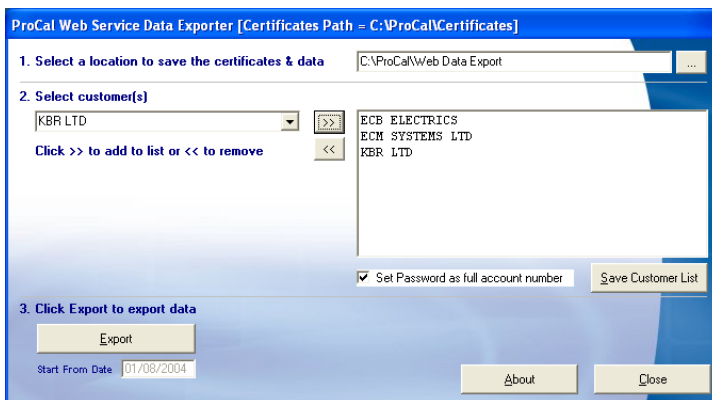 ProCal Web Service Data Exporter [Certificates Path = C:\ProCal\Certificates]
1. Select a location to save the certificates & data
C:\ProCal\Web Data Export
...
2. Select customer(s)
KBR LTD
>>
Click >> to add to list or << to remove
<<
ECB ELECTRICS
ECM SYSTEMS LTD
KBR LTD
Set Password as full account number
Save Customer List
3. Click Export to export data
Export
Start From Date 01/08/2004
About
Close